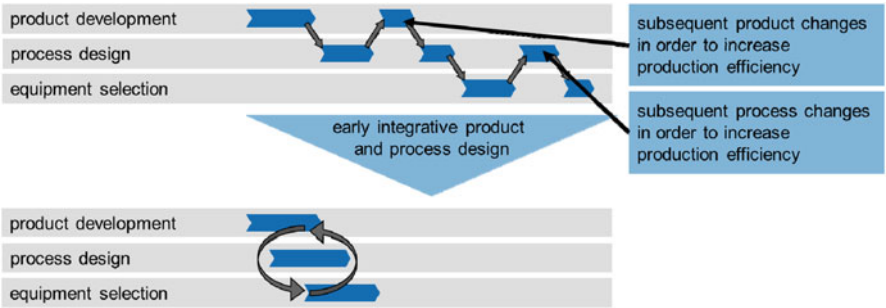 product development
process design
equipment selection
subsequent product changes
in order to increase
production efficiency
subsequent process changes
in order to increase
production efficiency
early integrative product
and process design
product development
process design
equipment selection